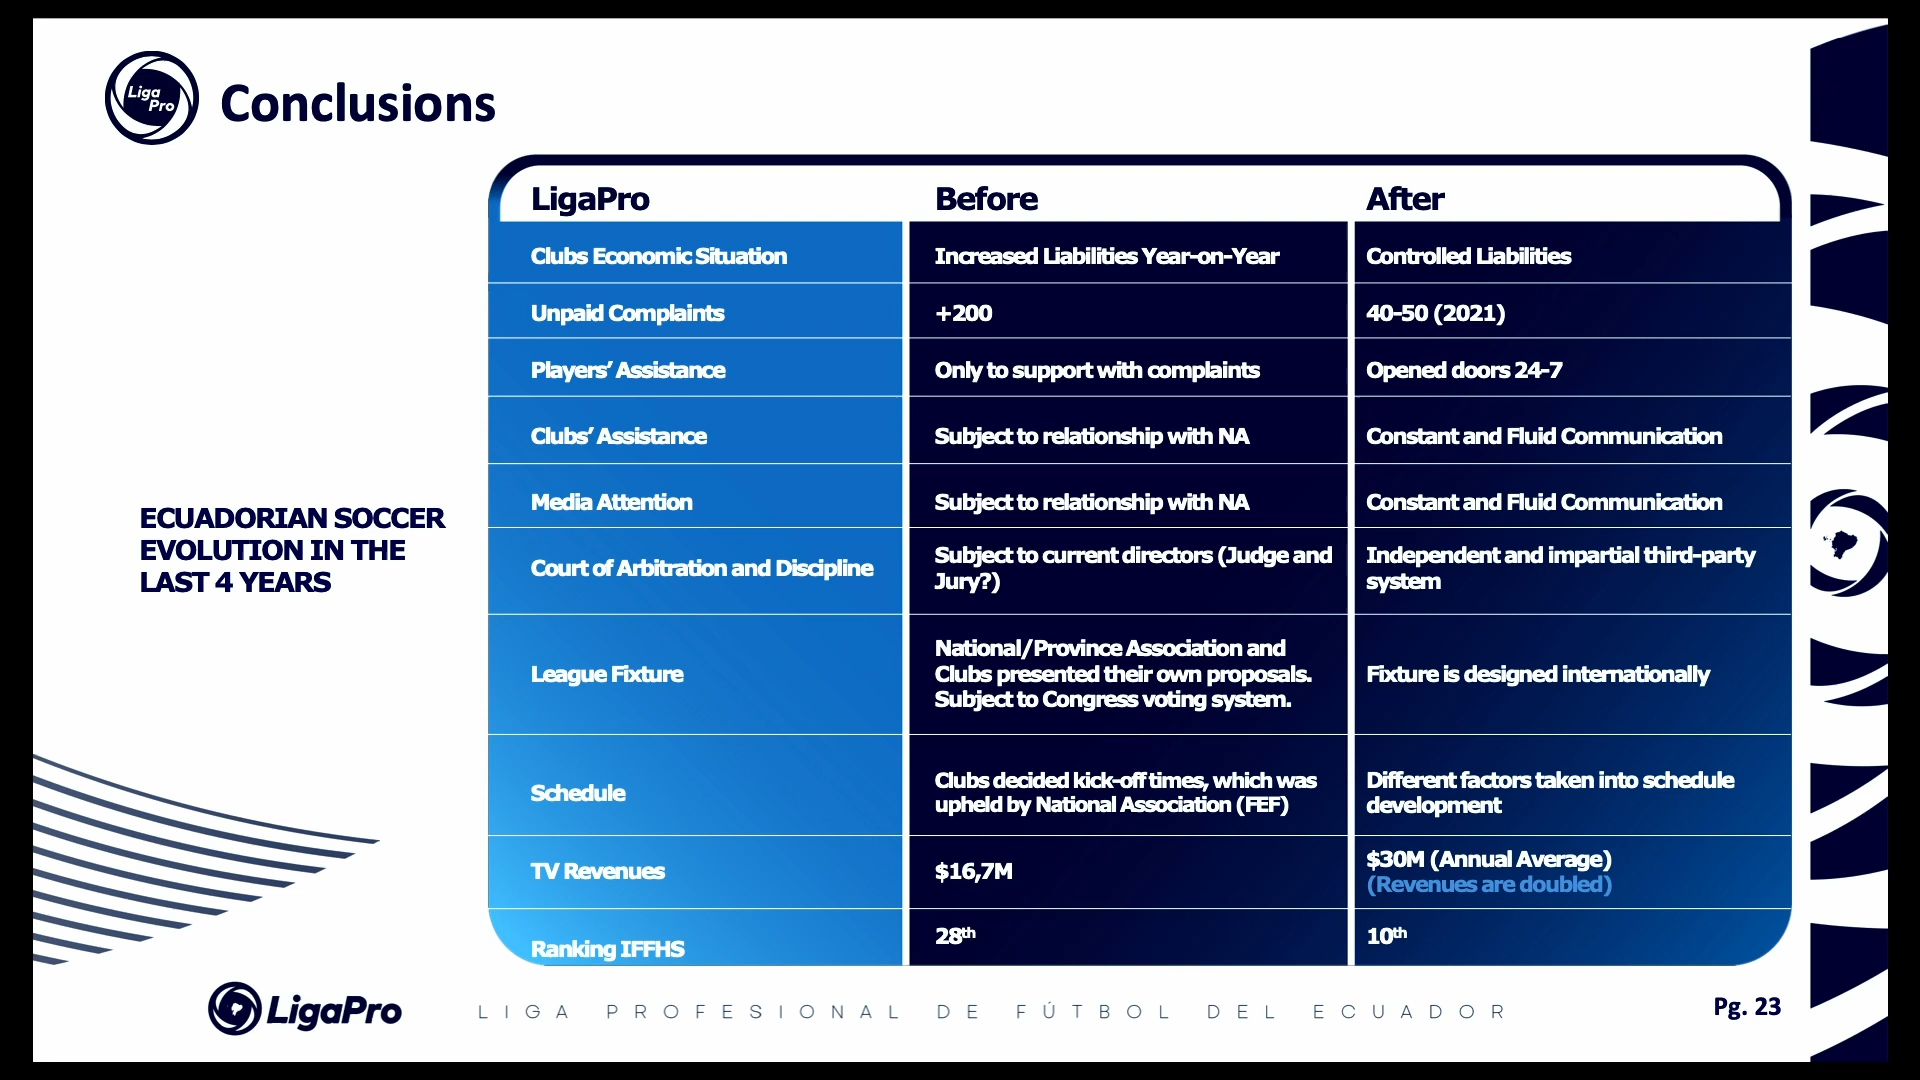 Liga
Pro
Conclusions
LigaPro Before After
Clubs Economic Situation Increased Liabilities Year-on-Year Controlled Liabilities
Unpaid Complaints +200 40-50 (2021)
Players’ Assistance Only to support with complaints Opened doors 24-7
Clubs’ Assistance Subject to relationship with NA Constant and Fluid Communication
Media Attention Subject to relationship with NA Constant and Fluid Communication
ECUADORIAN SOCCER
EVOLUTION IN THE
LAST 4 YEARS
Court of Arbitration and Discipline
Subject to current directors (Judge and
Jury?)
Independent and impartial third-party
system
League Fixture
National/Province Association and
Clubs presented their own proposals.
Subject to Congress voting system.
Fixture is designed internationally
Schedule
Clubs decided kick-off times, which was
upheld by National Association (FEF)
Different factors taken into schedule
development
TV Revenues
$16,7M
$30M (Annual Average)
(Revenues are doubled)
Ranking IFFHS
28th
10th
LigaPro
LIGA PROFESIONAL DE FÚTBOL DEL ECUADOR
Pg. 23